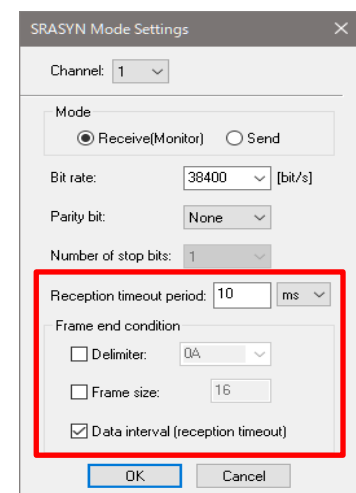 SRASYN Mode Settings
Channel: 1
Mode
Receive(Monitor) Send
Bit rate: 38400 [bit/s]
Parity bit: None
Number of stop bits: 1
Reception timeout period: 10 ms
Frame end condition
Delimiter: 0A
Frame size: 16
Data interval (reception timeout)
OK Cancel